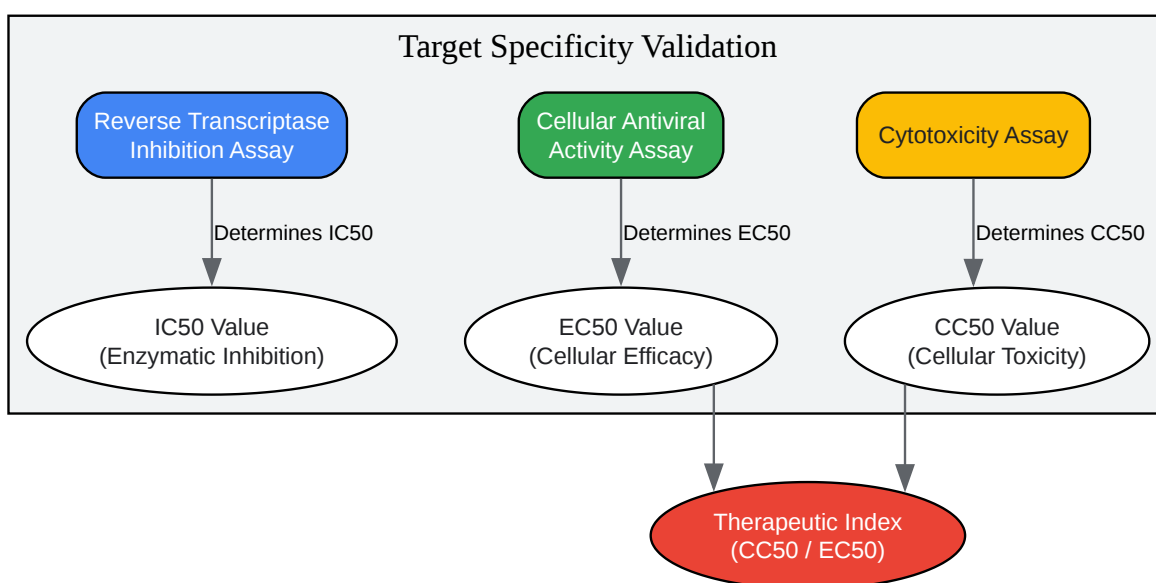 Target Specificity Validation
Reverse Transcriptase
Inhibition Assay
Cellular Antiviral
Activity Assay
Cytotoxicity Assay
Determines IC50
Determines EC50
Determines CC50
IC50 Value
(Enzymatic Inhibition)
EC50 Value
(Cellular Efficacy)
CC50 Value
(Cellular Toxicity)
Therapeutic Index
(CC50 / EC50)